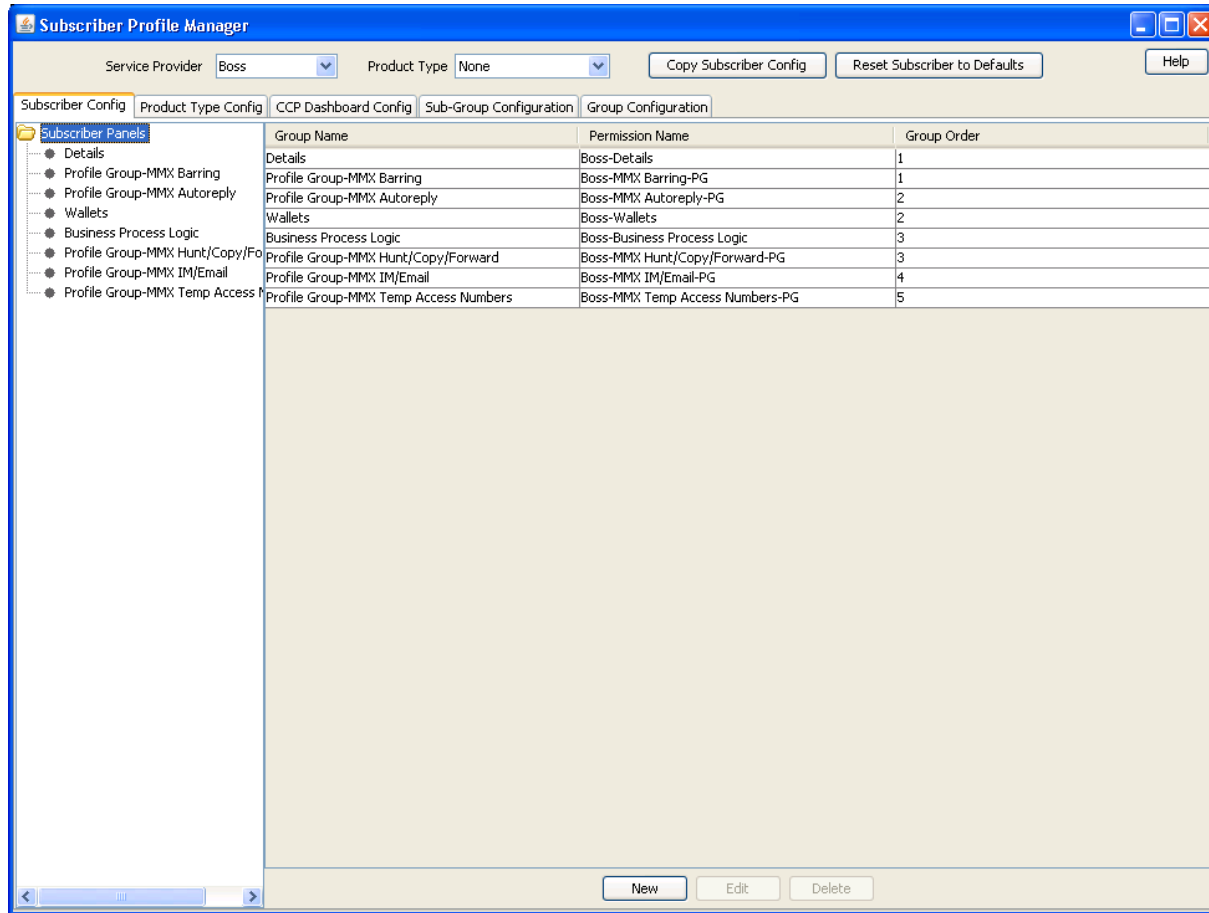 Subscriber Profile Manager
Service Provider Boss Product Type None Copy Subscriber Config Reset Subscriber to Defaults Help
Subscriber Config Product Type Config CCP Dashboard Config Sub-Group Configuration Group Configuration
Subscriber Panels
Details
Profile Group-MMX Barring
Profile Group-MMX Autoreply
Wallets
Business Process Logic
Profile Group-MMX Hunt/Copy/Fo
Profile Group-MMX IM/Email
Profile Group-MMX Temp Access N
Group Name Permission Name Group Order
Details Boss-Details 1
Profile Group-MMX Barring Boss-MMX Barring-PG 1
Profile Group-MMX Autoreply Boss-MMX Autoreply-PG 2
Wallets Boss-Wallets 2
Business Process Logic Boss-Business Process Logic 3
Profile Group-MMX Hunt/Copy/Forward Boss-MMX Hunt/Copy/Forward-PG 3
Profile Group-MMX IM/Email Boss-MMX IM/Email-PG 4
Profile Group-MMX Temp Access Numbers Boss-MMX Temp Access Numbers-PG 5
New Edit Delete